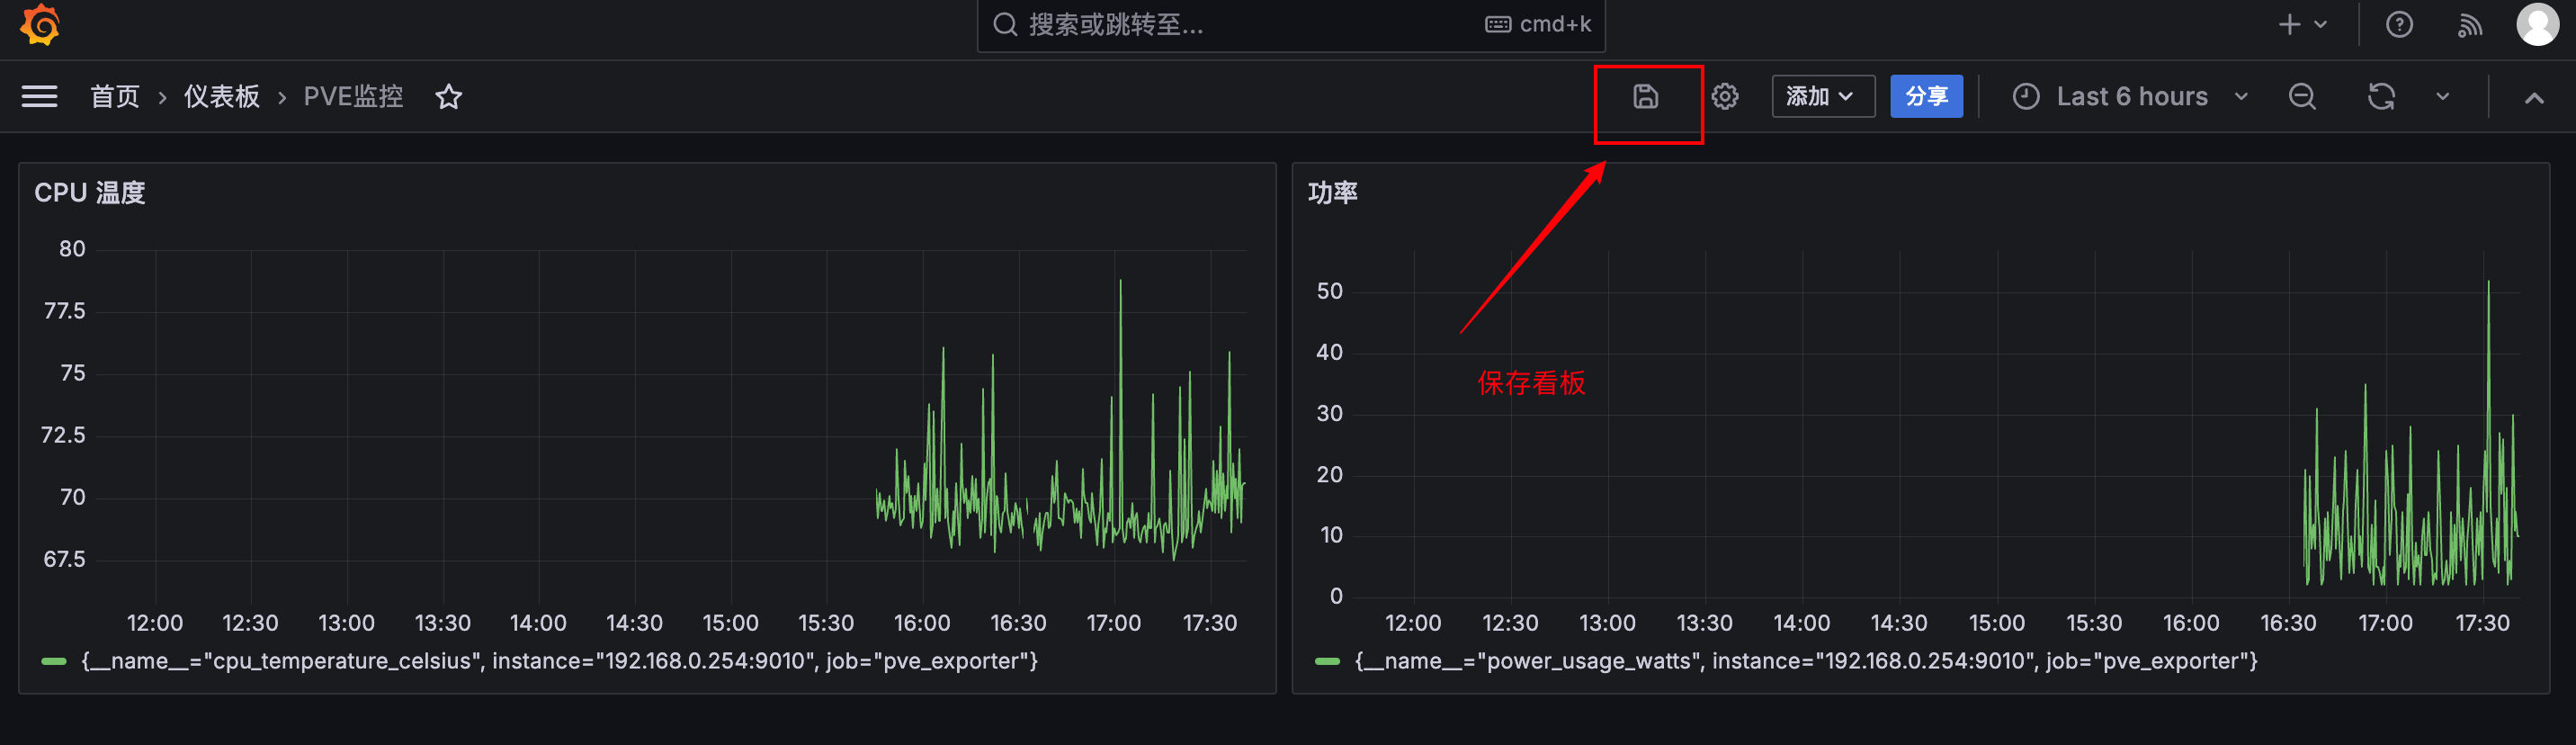 搜索或跳转至...
cmd+k
首页 › 仪表板 › PVE监控
添加
分享
Last 6 hours
保存看板
CPU 温度
80
77.5
75
72.5
70
67.5
12:00 12:30 13:00 13:30 14:00 14:30 15:00 15:30 16:00 16:30 17:00 17:30
{__name__="cpu_temperature_celsius", instance="192.168.0.254:9010", job="pve_exporter"}
功率
50
40
30
20
10
0
12:00 12:30 13:00 13:30 14:00 14:30 15:00 15:30 16:00 16:30 17:00 17:30
{__name__="power_usage_watts", instance="192.168.0.254:9010", job="pve_exporter"}